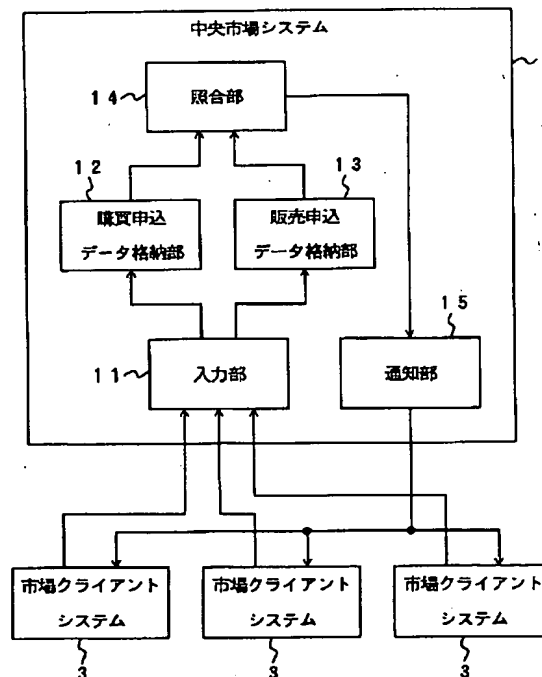 中央市場システム
14
照合部
12
13
購買申込
データ格納部
販売申込
データ格納部
15
11
入力部
通知部
市場クライアント
システム
市場クライアント
システム
市場クライアント
システム
3
3
3